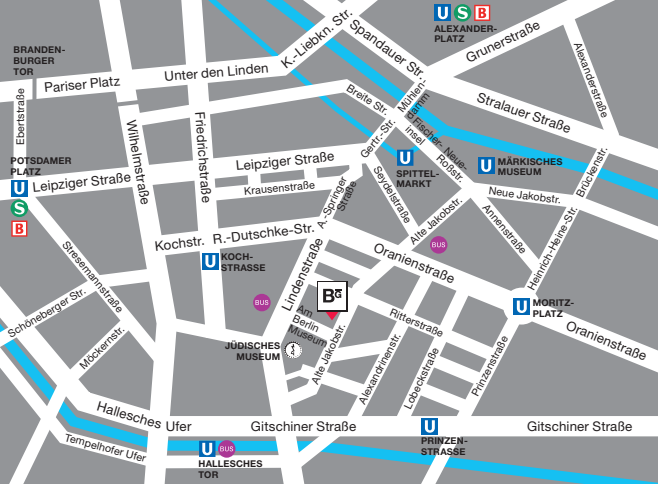 U S B
ALEXANDER-
PLATZ
Grunerstraße
K.-Liebkn. Str.
Spandauer Str.
Alexanderstraße
BRANDEN-
BURGER
TOR
Pariser Platz
Unter den Linden
Ebertstraße
Wilhelmstraße
Friedrichstraße
Breite Str.
Mühlen-
damm
Stralauer Straße
Fischer-
insel
Neue-
Roßstr.
Gertr.-Str.
POTSDAMER
PLATZ
U
S
B
Leipziger Straße
Leipziger Straße
Krausenstraße
U
SPITTEL-
MARKT
U
MÄRKISCHES
MUSEUM
Brückenstr.
Neue Jakobstr.
Seydelstraße
A.-Springer
Straße
Alte Jakobstr.
Annenstraße
Heinrich-Heine-Str.
Stresemannstraße
Kochstr.
R.-Dutschke-Str.
U
KOCH-
STRASSE
BUS
Oranienstraße
Lindenstraße
BUS
BG
Am
Berlin
Museum
U
MORITZ-
PLATZ
Oranienstraße
Ritterstraße
Schöneberger Str.
Möckernstr.
JÜDISCHES
MUSEUM
Alte Jakobstr.
Alexandrinenstr.
Lobeckstraße
Prinzenstraße
Hallesches Ufer
Tempelhofer Ufer
Gitschiner Straße
Gitschiner Straße
U
PRINZEN-
STRASSE
U
BUS
HALLESCHES
TOR